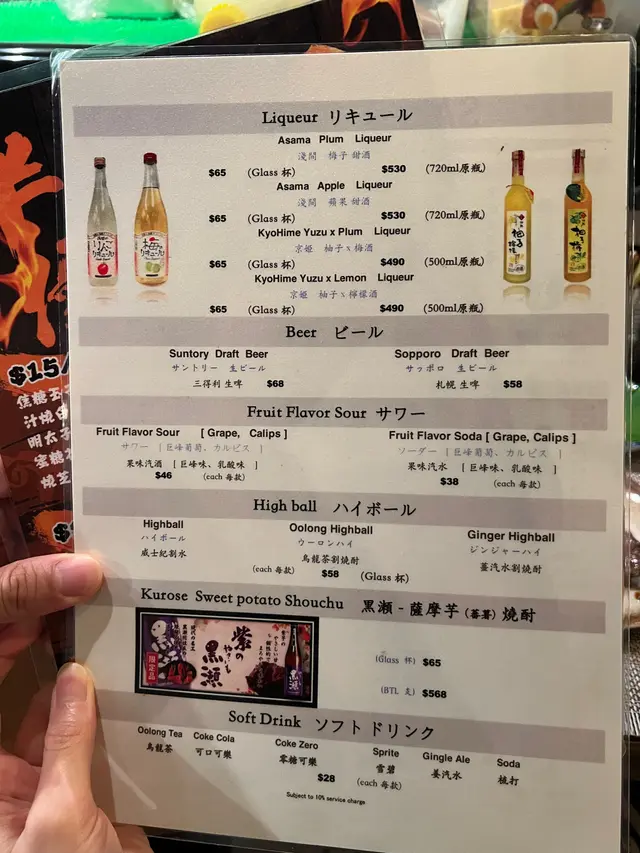 Liqueur リキュール
Asama Plum Liqueur
淺間 梅子 甜酒
$65 (Glass 杯) $530 (720ml原瓶)
Asama Apple Liqueur
淺間 蘋果 甜酒
$65 (Glass 杯) $530 (720ml原瓶)
KyoHime Yuzu x Plum Liqueur
京姬 柚子 x 梅酒
$65 (Glass 杯) $490 (500ml原瓶)
KyoHime Yuzu x Lemon Liqueur
京姬 柚子 x 檸檬酒
$65 (Glass 杯) $490 (500ml原瓶)
Beer ビール
Suntory Draft Beer
サントリー 生ビール
三得利 生啤 $68
Sopporo Draft Beer
サッポロ 生ビール
札幌 生啤 $58
Fruit Flavor Sour サワー
Fruit Flavor Sour [ Grape, Calips ]
サワー [ 巨峰葡萄、カルピス ]
果味汽酒 [ 巨峰味、乳酸味 ]
$46 (each 每款)
Fruit Flavor Soda [ Grape, Calips ]
ソーダー [ 巨峰葡萄、カルピス ]
果味汽水 [ 巨峰味、乳酸味 ]
$38 (each 每款)
High ball ハイボール
Highball
ハイボール
威士紀割水
Oolong Highball
ウーロンハイ
烏龍茶割燒酎
Ginger Highball
ジンジャーハイ
薑汽水割燒酎
(each 每款) $58 (Glass 杯)
Kurose Sweet potato Shouchu 黒瀬 - 薩摩芋 (蕃薯) 燒酎
限定品
紫の
やきいも
黒瀬
(Glass 杯) $65
(BTL 支) $568
Soft Drink ソフトドリンク
Oolong Tea
烏龍茶
Coke Cola
可口可樂
Coke Zero
零糖可樂
Sprite
雪碧
Gingle Ale
姜汽水
Soda
梳打
$28 (each 每款)
Subject to 10% service charge
$15/